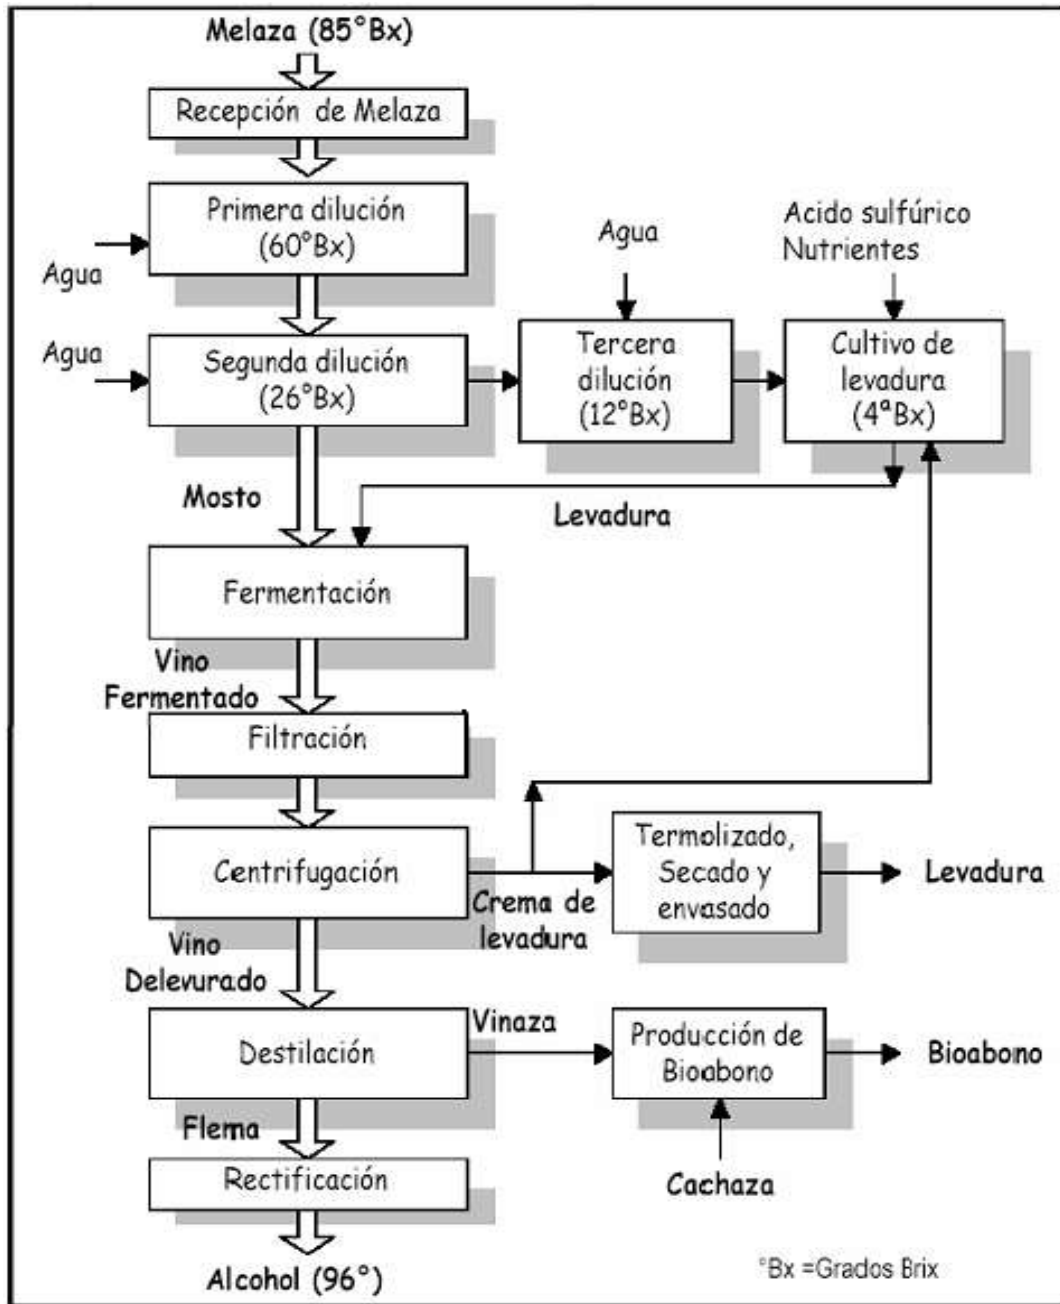 Melaza (85°Bx)
Recepción de Melaza
Primera dilución
(60°Bx)
Agua
Agua
Acido sulfúrico
Nutrientes
Agua
Segunda dilución
(26°Bx)
Tercera
dilución
(12°Bx)
Cultivo de
levadura
(4ªBx)
Mosto
Levadura
Fermentación
Vino
Fermentado
Filtración
Centrifugación
Crema de
levadura
Termolizado,
Secado y
envasado
Levadura
Vino
Delevurado
Destilación
Vinaza
Producción de
Bioabono
Bioabono
Flema
Cachaza
Rectificación
Alcohol (96°)
°Bx =Grados Brix